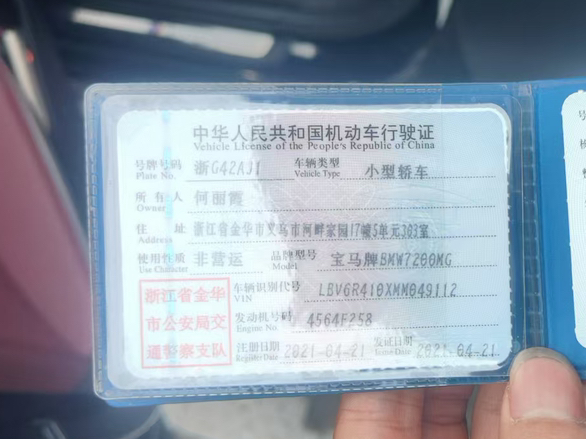 中华人民共和国机动车行驶证
Vehicle License of the People's Republic of China
号牌号码 浙G42AJ1 车辆类型 小型轿车
Plate No. Vehicle Type
所有人 何面霞
Owner
住址 浙江省金华市义乌市河畔家园17幢5单元303室
Address
使用性质 非营运 品牌型号 宝马牌BMW7200MG
Use Character Model
浙江省金华
市公安局交
通警察支队
车辆识别代号 LBV6R410XMM049112
VIN
发动机号码 4564F258
Engine No.
注册日期 2021-04-21 发证日期 2021-04-21
Register Date Issue Date
号